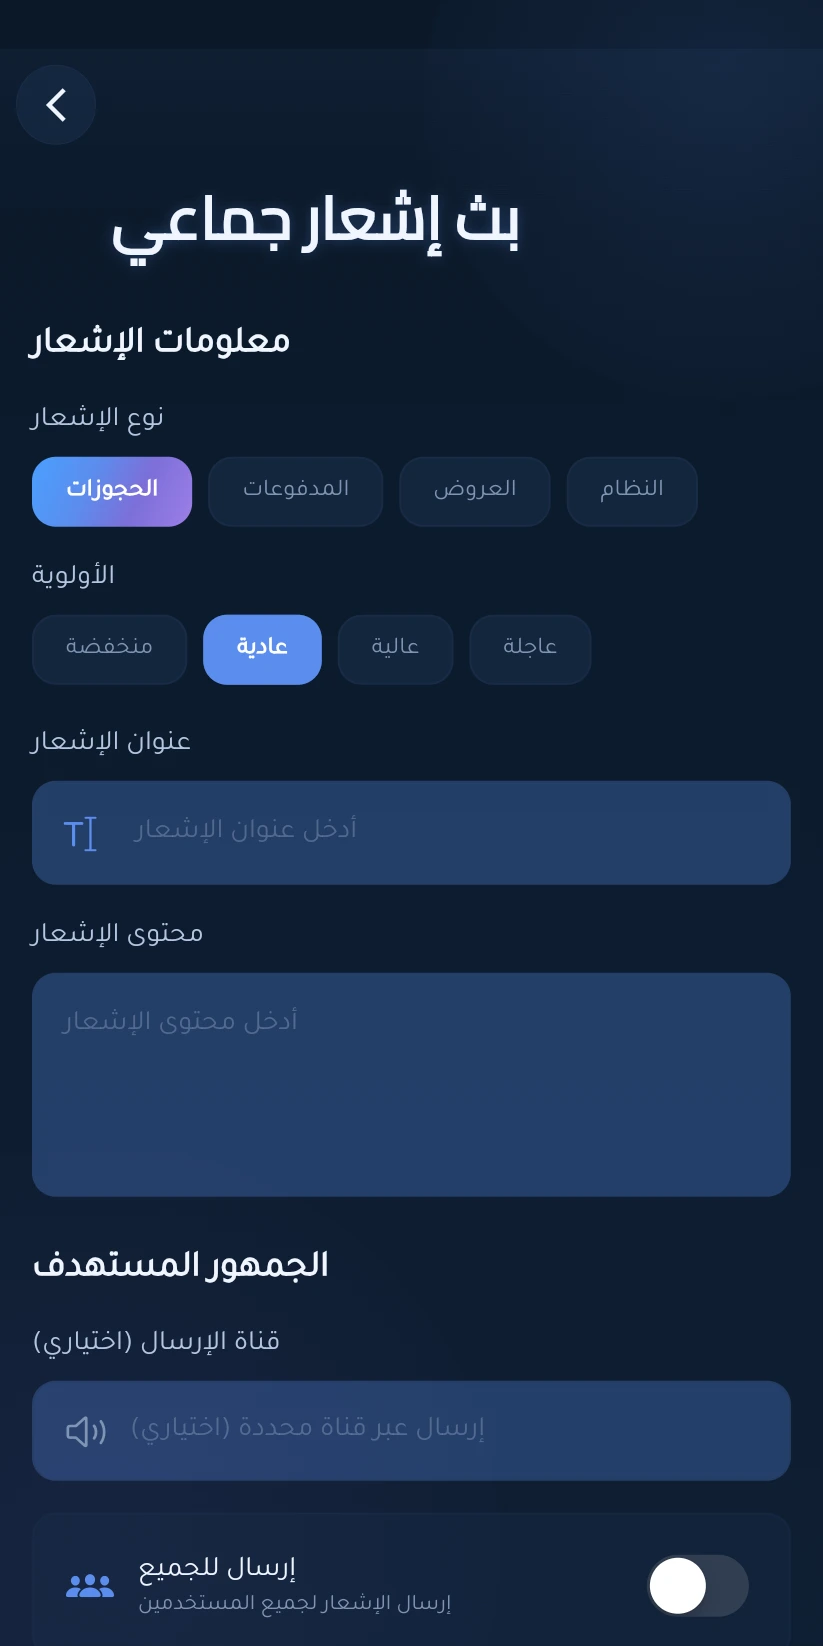 بث إشعار جماعي
معلومات الإشعار
نوع الإشعار
الحجوزات المدفوعات العروض النظام
الأولوية
منخفضة عادية عالية عاجلة
عنوان الإشعار
أدخل عنوان الإشعار
محتوى الإشعار
أدخل محتوى الإشعار
الجمهور المستهدف
قناة الإرسال (اختياري)
إرسال عبر قناة محددة (اختياري)
إرسال للجميع
إرسال الإشعار لجميع المستخدمين